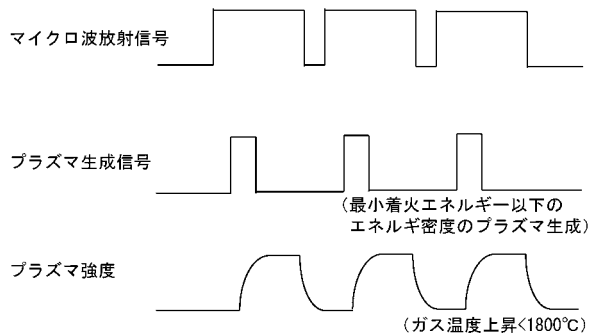 マイクロ波放射信号
プラズマ生成信号
(最小着火エネルギー以下の
エネルギ密度のプラズマ生成)
プラズマ強度
(ガス温度上昇<1800℃)